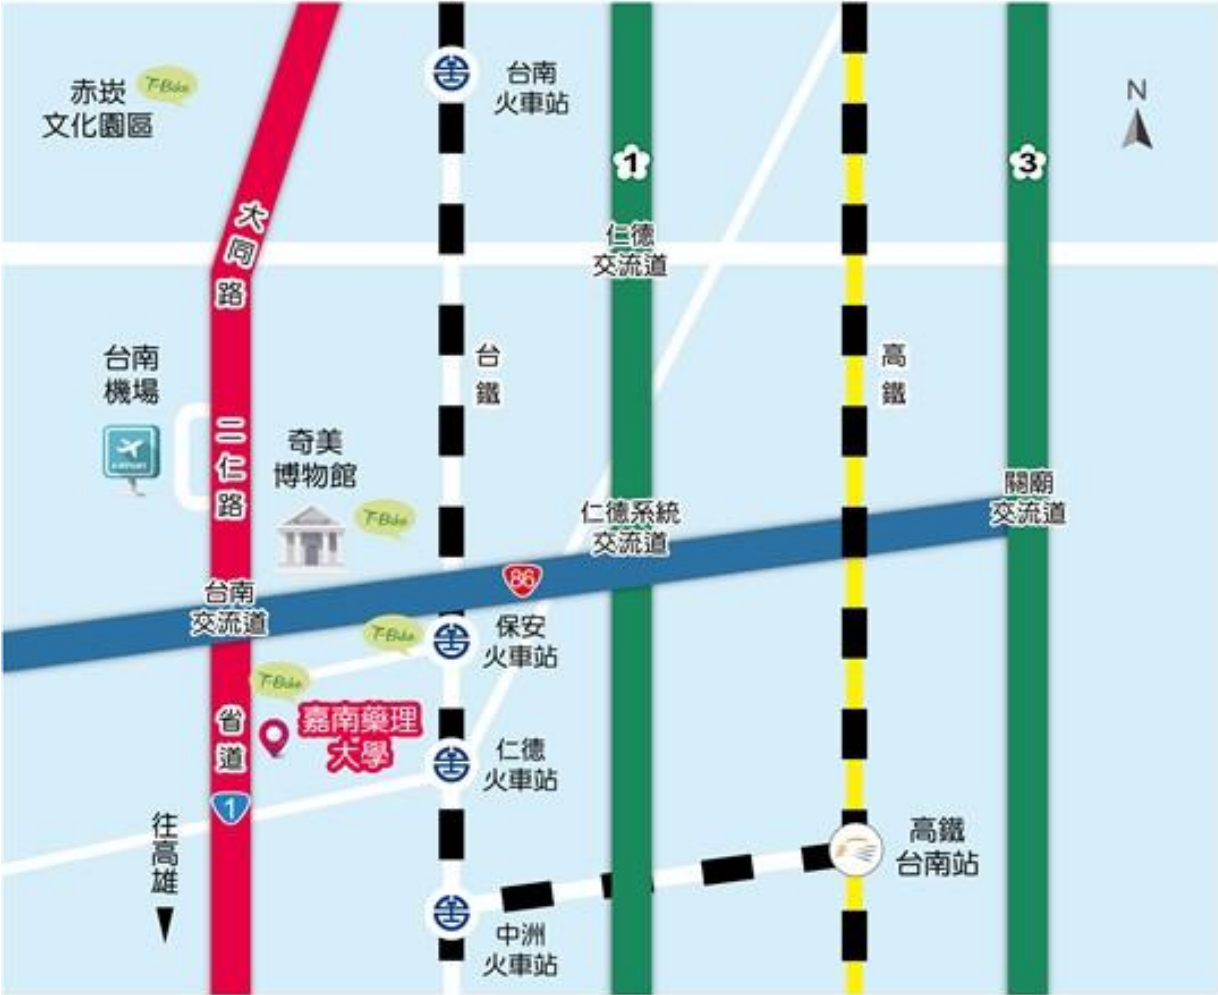 赤崁
文化園區
T-Bike
台南
火車站
N
1
3
大同路
仁德
交流道
台南
機場
AIRPORT
台鐵
高鐵
二仁路
奇美
博物館
T-Bike
關廟
交流道
仁德系統
交流道
86
台南
交流道
T-Bike
保安
火車站
T-Bike
省道
1
嘉南藥理
大學
仁德
火車站
往高雄
高鐵
台南站
中洲
火車站